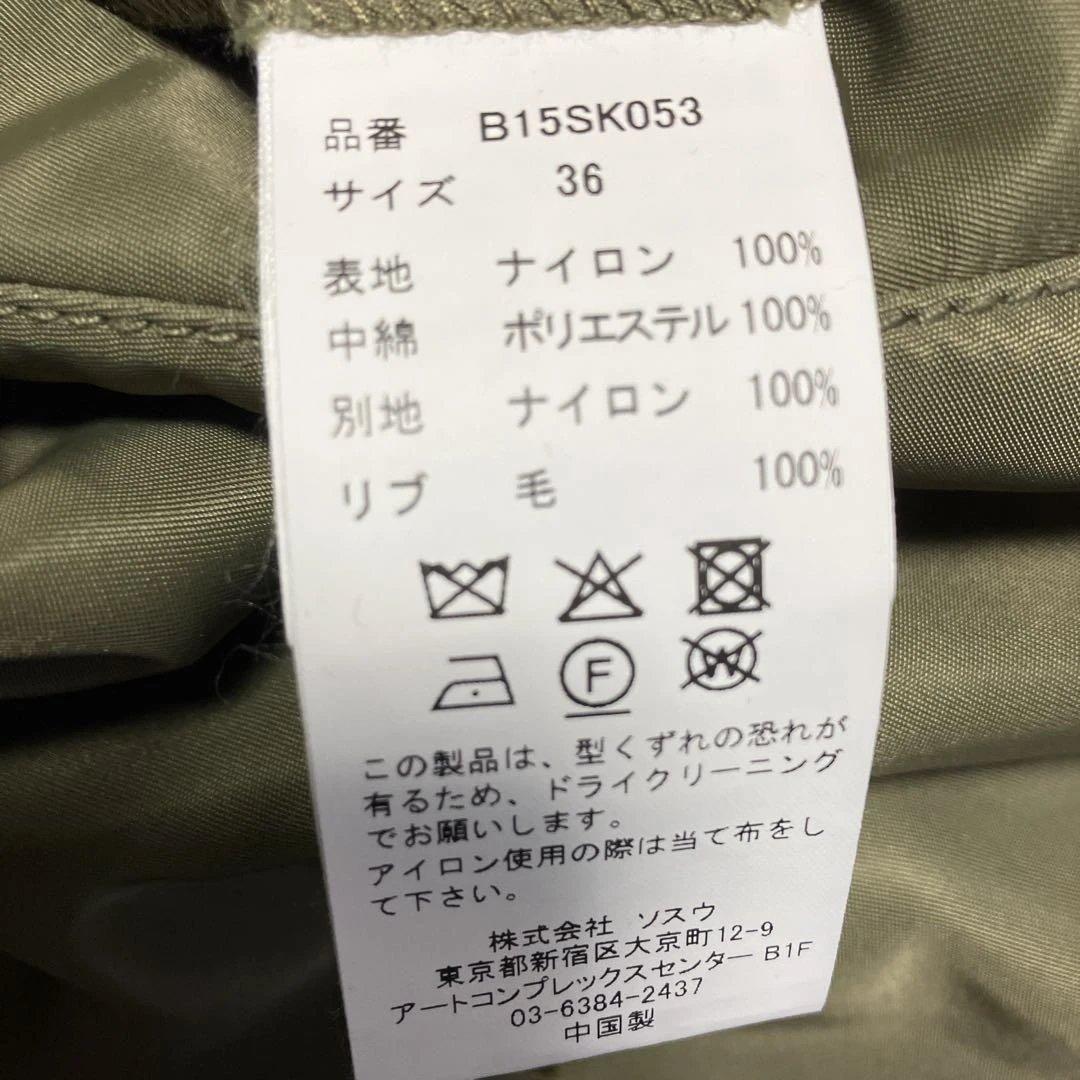 品番 B15SK053
サイズ 36
表地 ナイロン 100%
中綿 ポリエステル 100%
別地 ナイロン 100%
リブ 毛 100%
F
W
この製品は、型くずれの恐れが
有るため、ドライクリーニング
でお願いします。
アイロン使用の際は当て布をし
て下さい。
株式会社 ソスウ
東京都新宿区大京町12-9
アートコンプレックスセンター B1F
03-6384-2437
中国製